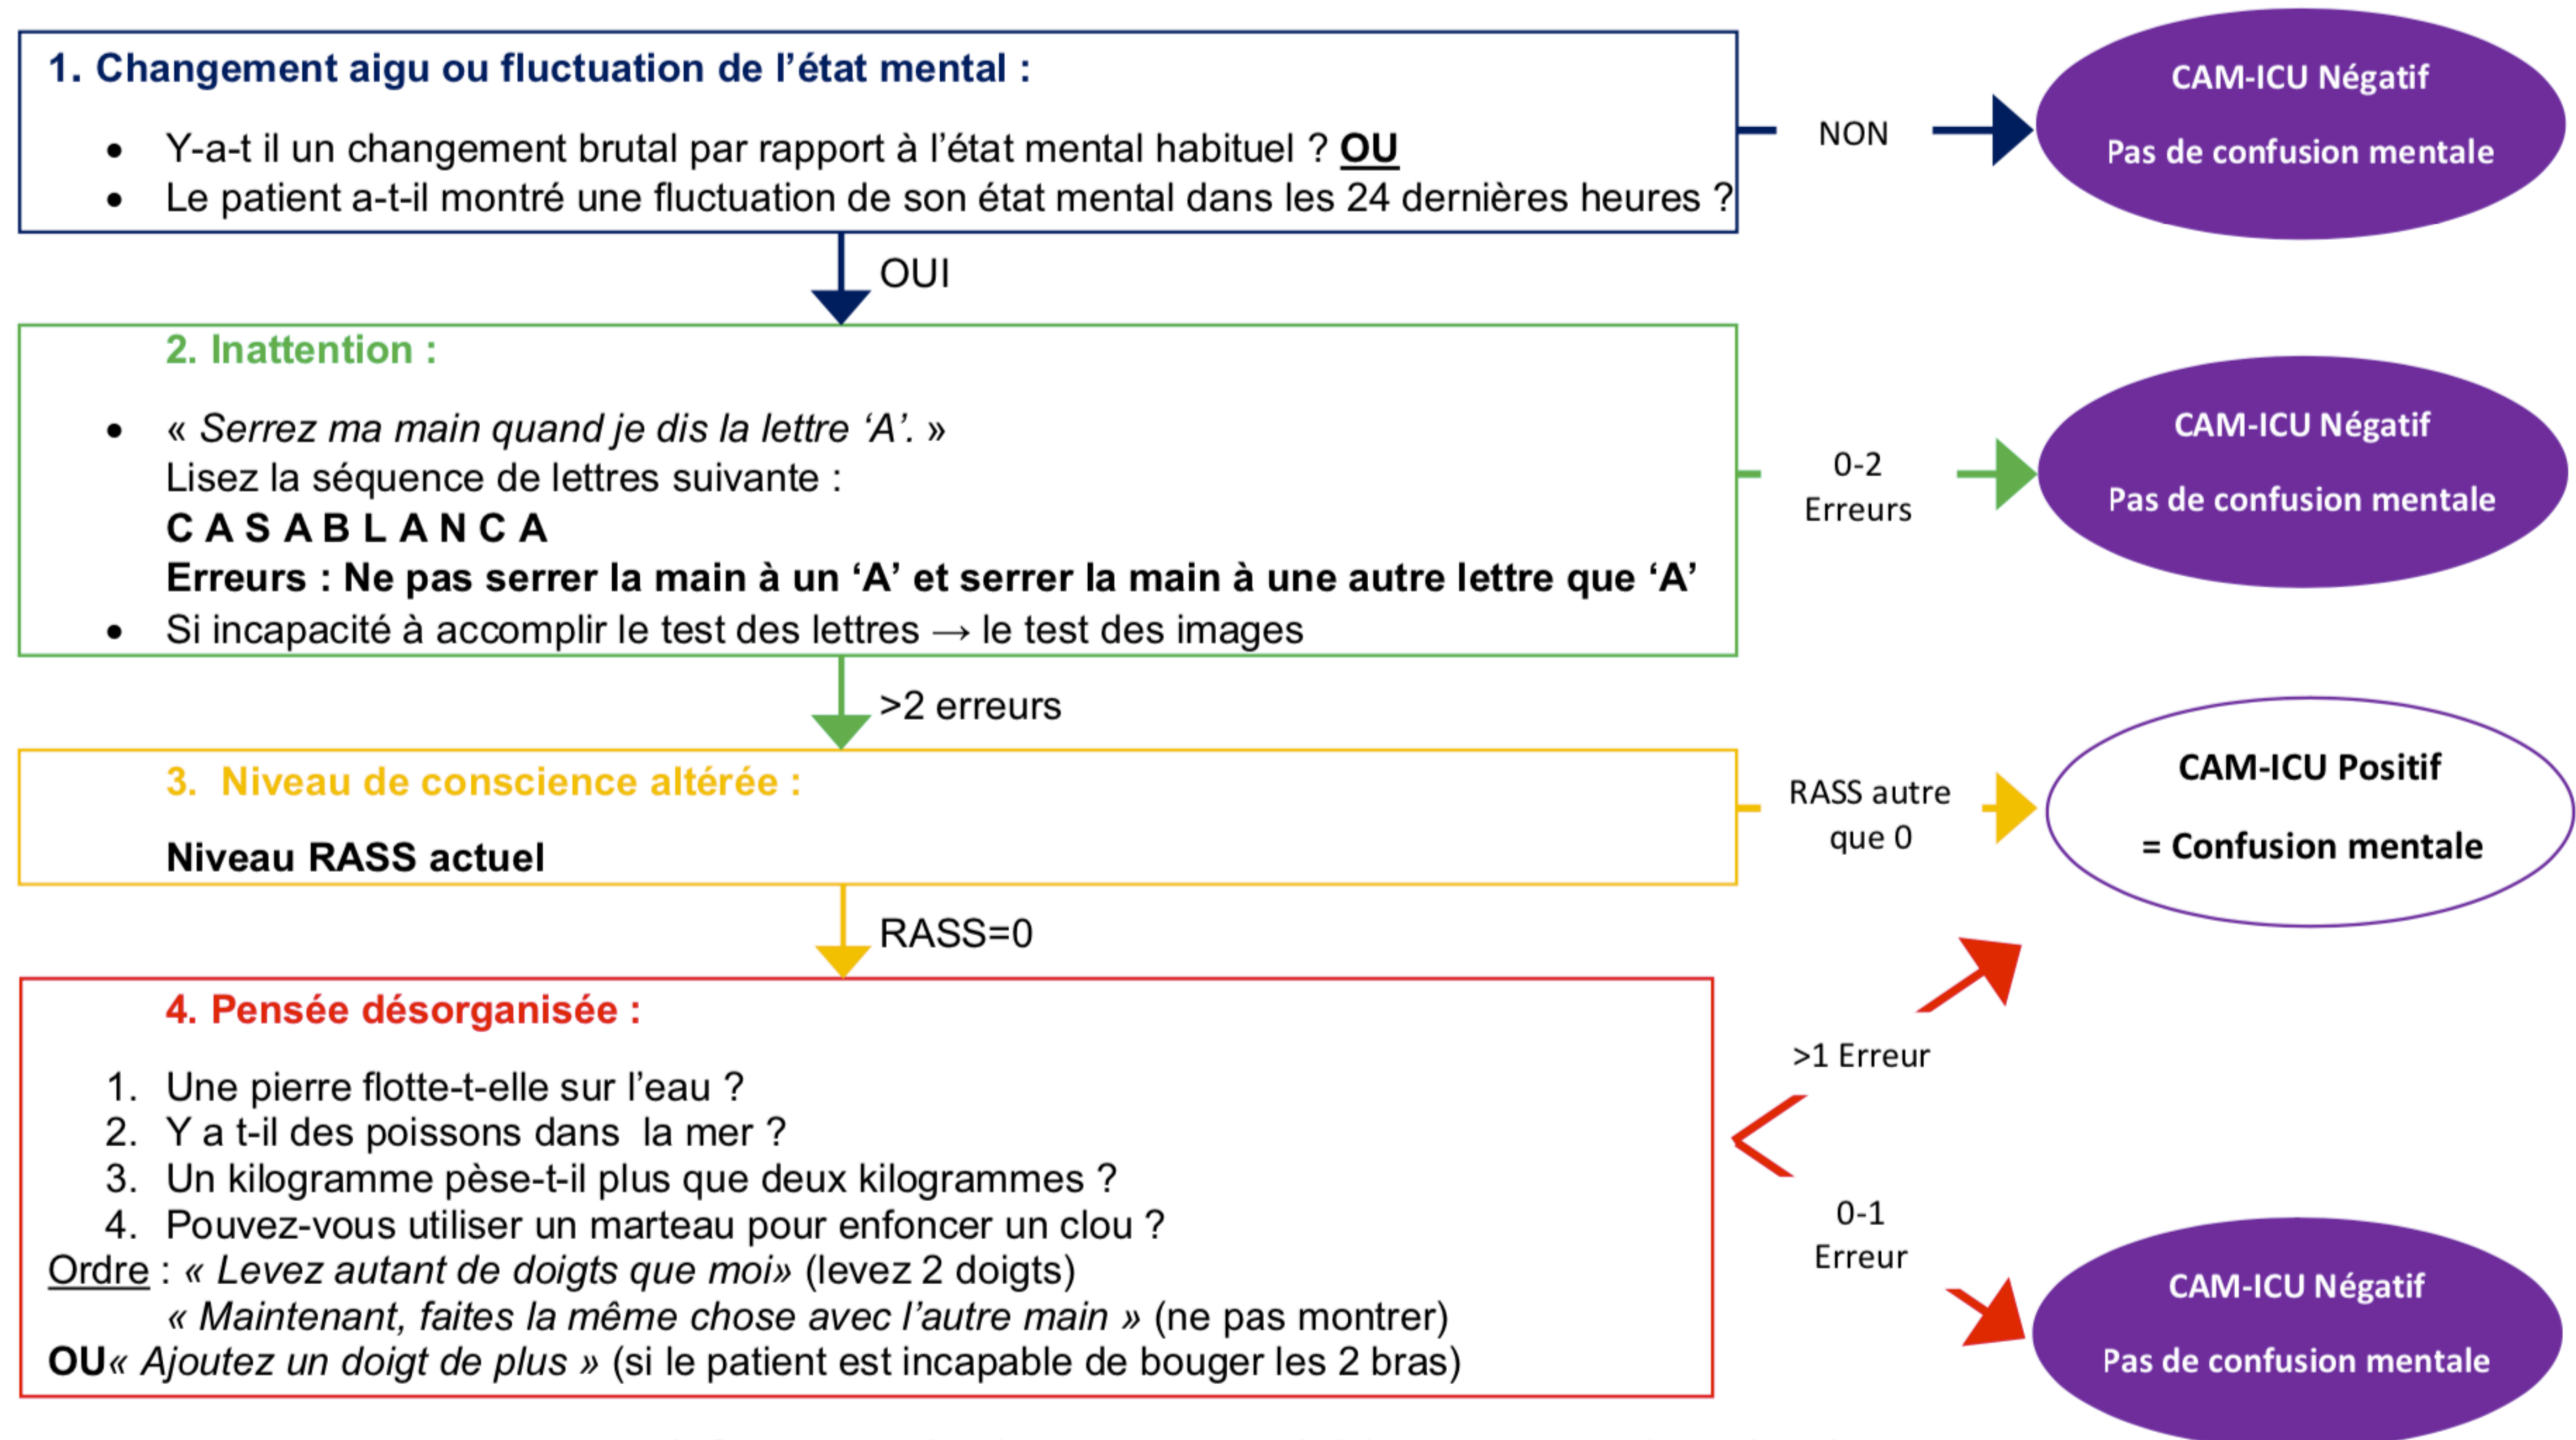 1. Changement aigu ou fluctuation de l’état mental :
• Y-a-t il un changement brutal par rapport à l’état mental habituel ? OU
• Le patient a-t-il montré une fluctuation de son état mental dans les 24 dernières heures ?
NON
CAM-ICU Négatif
Pas de confusion mentale
OUI
2. Inattention :
• « Serrez ma main quand je dis la lettre ‘A’. »
Lisez la séquence de lettres suivante :
C A S A B L A N C A
Erreurs : Ne pas serrer la main à un ‘A’ et serrer la main à une autre lettre que ‘A’
• Si incapacité à accomplir le test des lettres → le test des images
0-2
Erreurs
CAM-ICU Négatif
Pas de confusion mentale
>2 erreurs
3. Niveau de conscience altérée :
Niveau RASS actuel
RASS autre
que 0
CAM-ICU Positif
= Confusion mentale
RASS=0
4. Pensée désorganisée :
1. Une pierre flotte-t-elle sur l’eau ?
2. Y a t-il des poissons dans la mer ?
3. Un kilogramme pèse-t-il plus que deux kilogrammes ?
4. Pouvez-vous utiliser un marteau pour enfoncer un clou ?
Ordre : « Levez autant de doigts que moi» (levez 2 doigts)
« Maintenant, faites la même chose avec l’autre main » (ne pas montrer)
OU« Ajoutez un doigt de plus » (si le patient est incapable de bouger les 2 bras)
>1 Erreur
0-1
Erreur
CAM-ICU Négatif
Pas de confusion mentale